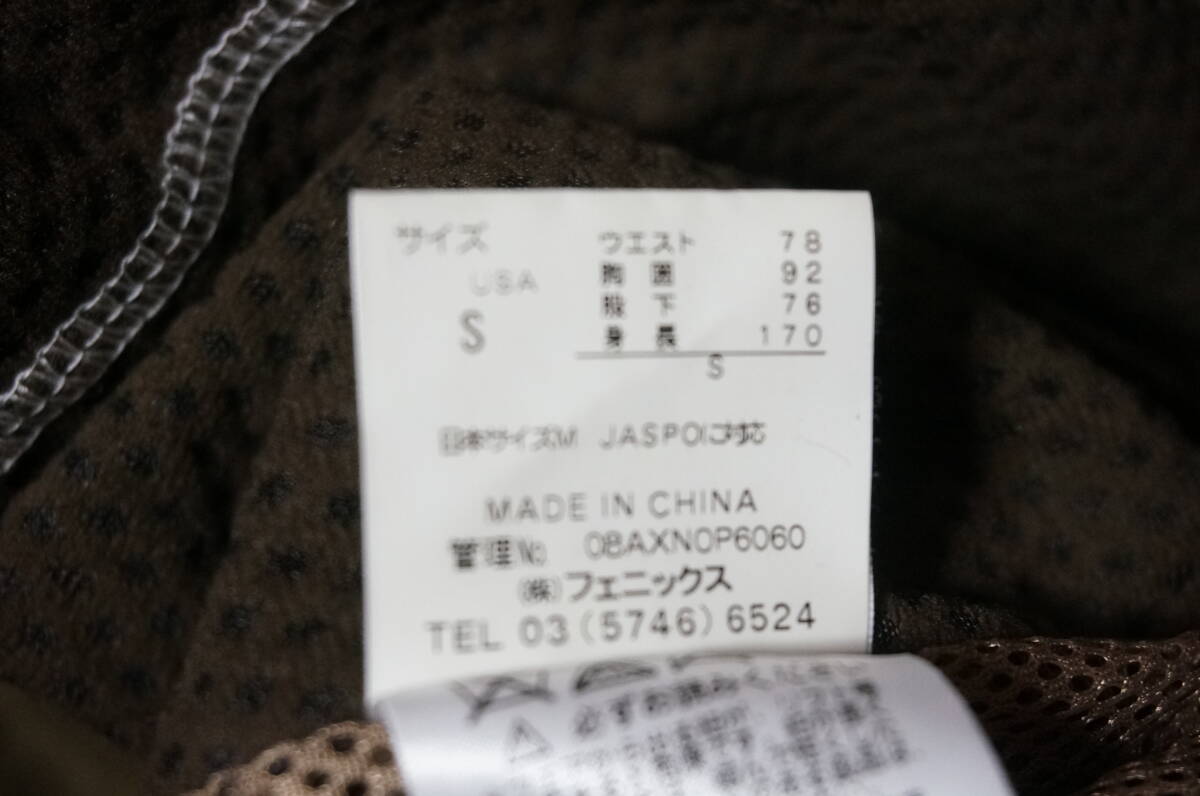 サイズ
USA
S
ウエスト 78
胸囲 92
股下 76
身長 170
S
日本サイズM JASPOに対応
MADE IN CHINA
管理No. 08AXNOP6060
(株)フェニックス
TEL 03(5746)6524
必ずお読みください